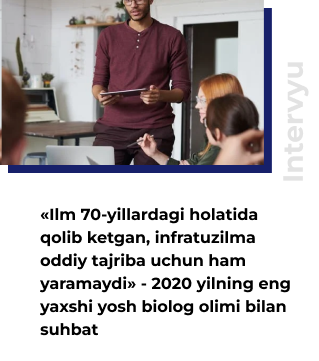 Intervyu
«Ilm 70-yillardagi holatida
qolib ketgan, infratuzilma
oddiy tajriba uchun ham
yaramaydi» - 2020 yilning eng
yaxshi yosh biolog olimi bilan
suhbat